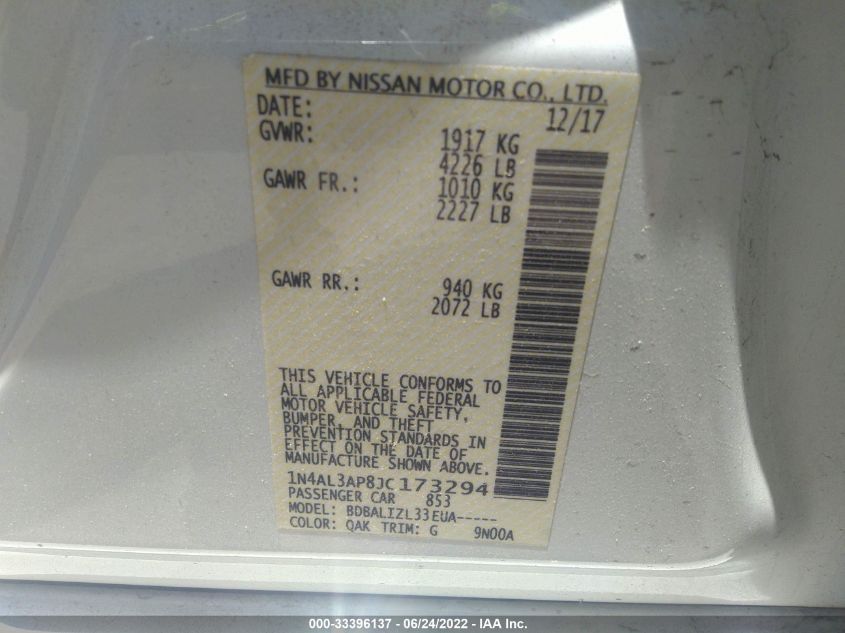 MFD BY NISSAN MOTOR CO., LTD.
DATE: 12/17
GVWR: 1917 KG
4226 LB
GAWR FR.: 1010 KG
2227 LB
GAWR RR.: 940 KG
2072 LB
THIS VEHICLE CONFORMS TO
ALL APPLICABLE FEDERAL
MOTOR VEHICLE SAFETY,
BUMPER, AND THEFT
PREVENTION STANDARDS IN
EFFECT ON THE DATE OF
MANUFACTURE SHOWN ABOVE.
1N4AL3AP8JC173294
PASSENGER CAR 853
MODEL: BDBALIZL33EUA-----
COLOR: QAK TRIM: G 9N00A
000-33396137 - 06/24/2022 - IAA Inc.